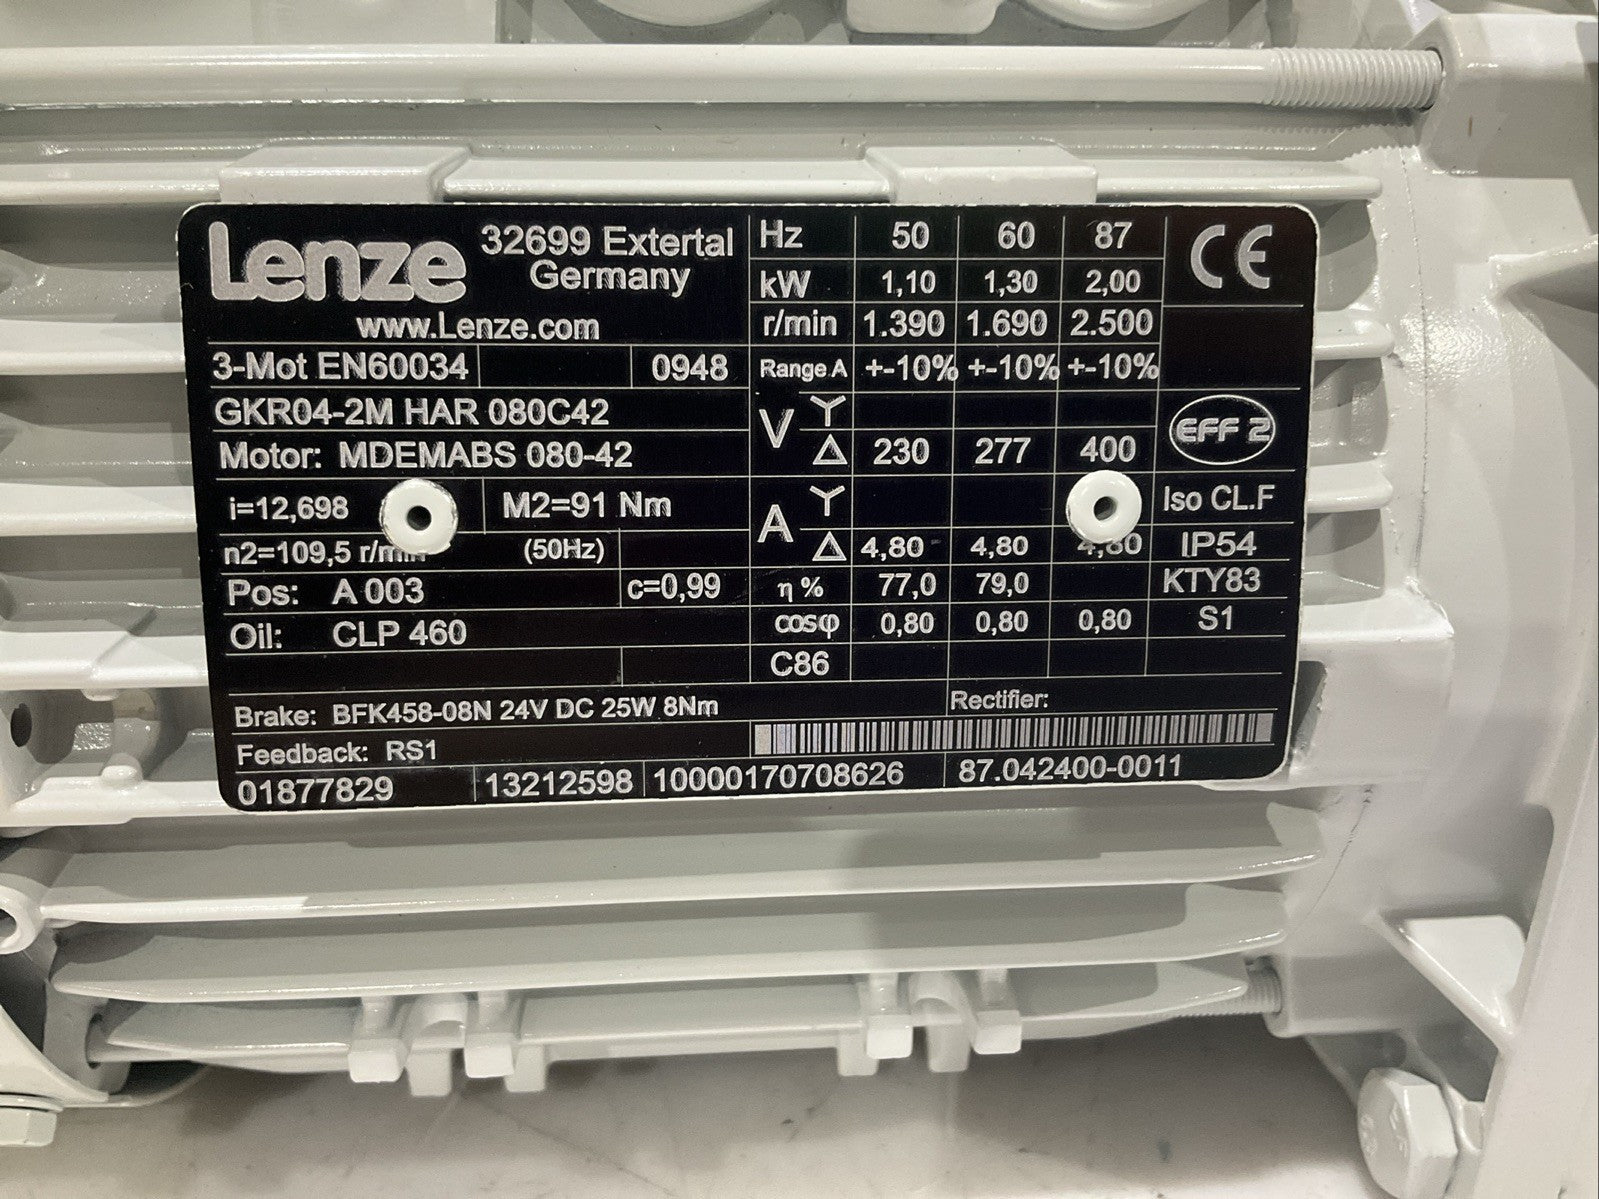 Lenze 32699 Extertal
Germany
www.Lenze.com
3-Mot EN60034 0948
GKR04-2M HAR 080C42
Motor: MDEMABS 080-42
i=12,698 M2=91 Nm
n2=109,5 r/min (50Hz)
Pos: A 003 c=0,99
Oil: CLP 460
Hz 50 60 87
kW 1,10 1,30 2,00
r/min 1.390 1.690 2.500
Range A +-10% +-10% +-10%
V 230 277 400
A 4,80 4,80 4,80
η % 77,0 79,0
cosφ 0,80 0,80 0,80
C86
CE
EFF 2
Iso CL.F
IP54
KTY83
S1
Brake: BFK458-08N 24V DC 25W 8Nm Rectifier:
Feedback: RS1
01877829 13212598 10000170708626 87.042400-0011